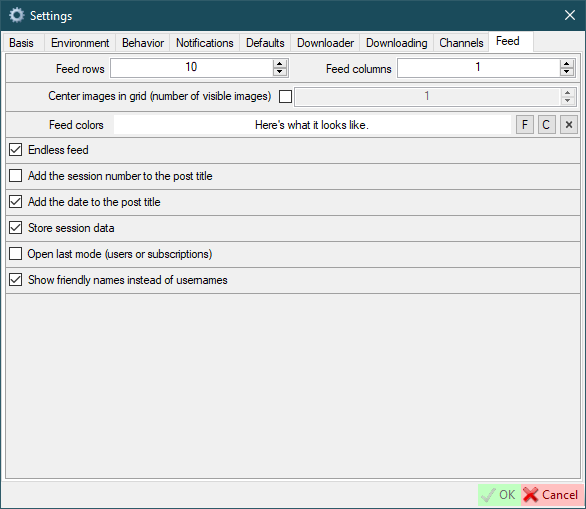 Settings
Basis Environment Behavior Notifications Defaults Downloader Downloading Channels Feed
Feed rows 10 Feed columns 1
Center images in grid (number of visible images) 1
Feed colors Here's what it looks like. F C ×
Endless feed
Add the session number to the post title
Add the date to the post title
Store session data
Open last mode (users or subscriptions)
Show friendly names instead of usernames
OK Cancel